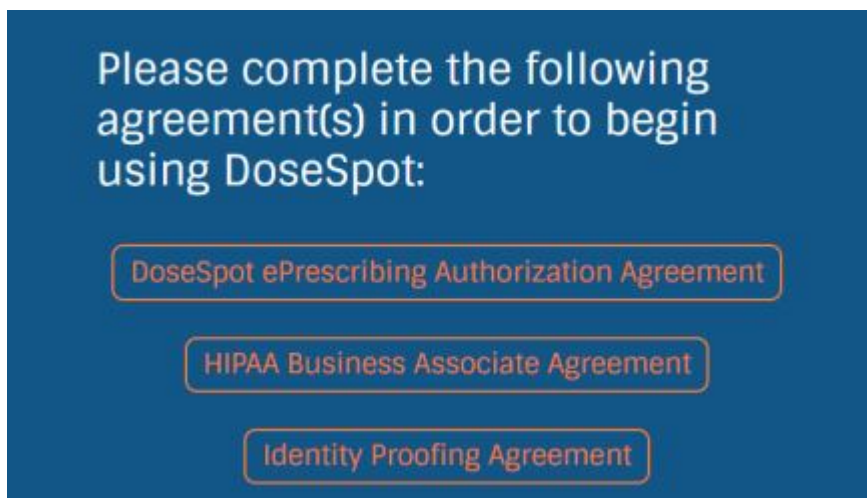 Please complete the following
agreement(s) in order to begin
using DoseSpot:
DoseSpot ePrescribing Authorization Agreement
HIPAA Business Associate Agreement
Identity Proofing Agreement